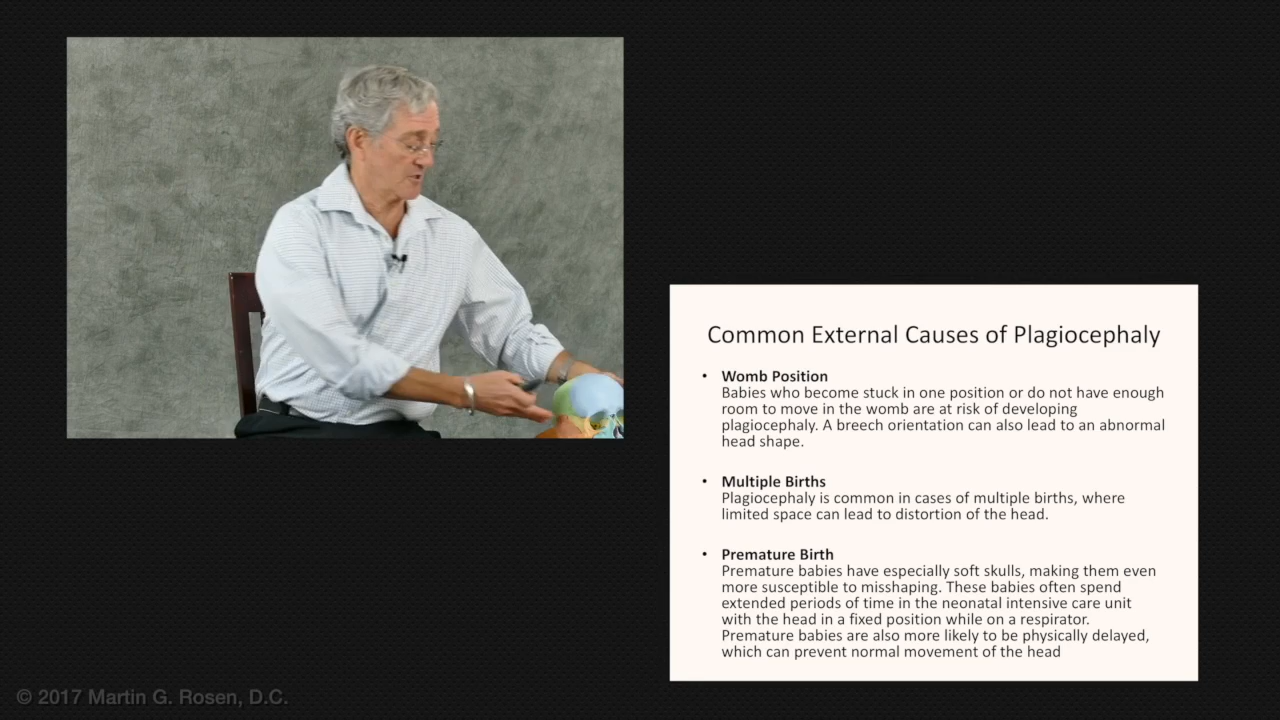 Common External Causes of Plagiocephaly
• Womb Position
Babies who become stuck in one position or do not have enough
room to move in the womb are at risk of developing
plagiocephaly. A breech orientation can also lead to an abnormal
head shape.
• Multiple Births
Plagiocephaly is common in cases of multiple births, where
limited space can lead to distortion of the head.
• Premature Birth
Premature babies have especially soft skulls, making them even
more susceptible to misshaping. These babies often spend
extended periods of time in the neonatal intensive care unit
with the head in a fixed position while on a respirator.
Premature babies are also more likely to be physically delayed,
which can prevent normal movement of the head
© 2017 Martin G. Rosen, D.C.